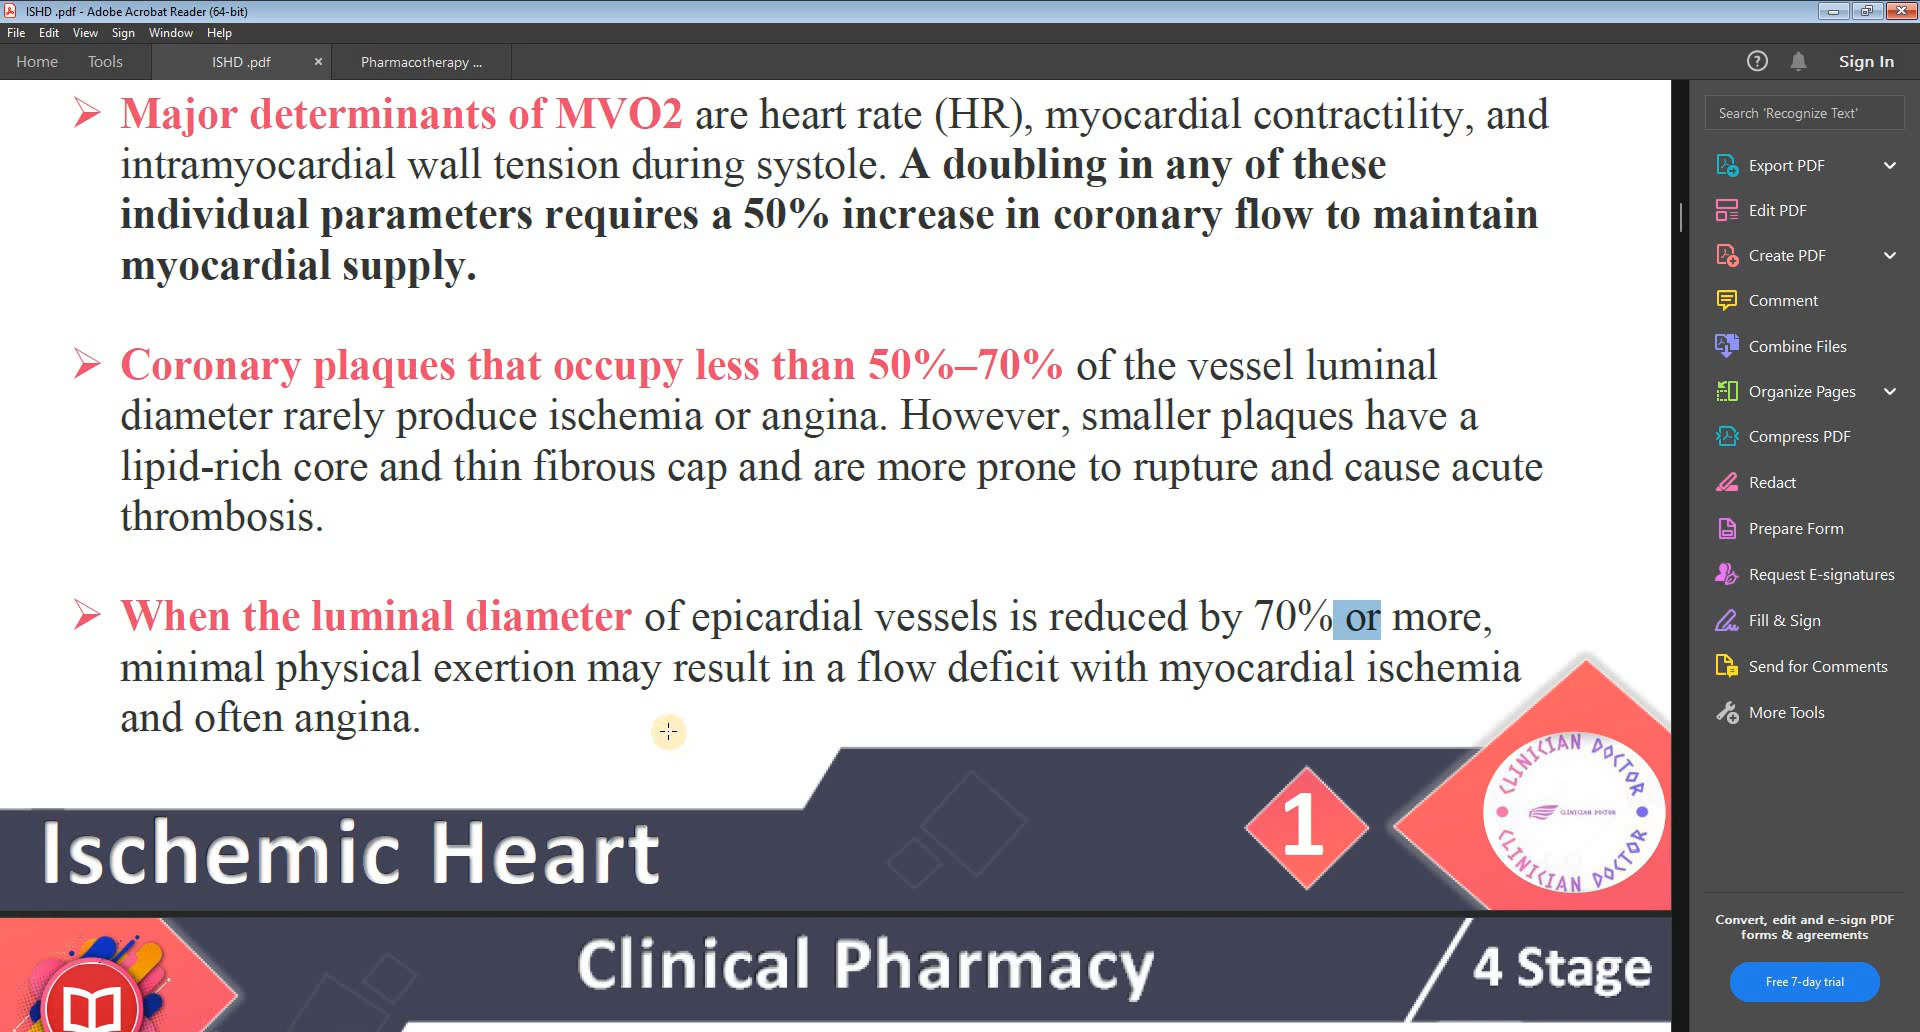 ISHD .pdf - Adobe Acrobat Reader (64-bit)
File Edit View Sign Window Help
Home Tools ISHD .pdf × Pharmacotherapy ... Sign In
➢ Major determinants of MVO2 are heart rate (HR), myocardial contractility, and
intramyocardial wall tension during systole. A doubling in any of these
individual parameters requires a 50% increase in coronary flow to maintain
myocardial supply.
➢ Coronary plaques that occupy less than 50%–70% of the vessel luminal
diameter rarely produce ischemia or angina. However, smaller plaques have a
lipid-rich core and thin fibrous cap and are more prone to rupture and cause acute
thrombosis.
➢ When the luminal diameter of epicardial vessels is reduced by 70% or more,
minimal physical exertion may result in a flow deficit with myocardial ischemia
and often angina.
Ischemic Heart
1
CLINICIAN DOCTOR
CLINICIAN DOCTOR
CLINICIAN DOCTOR
Clinical Pharmacy
4 Stage
Search 'Recognize Text'
Export PDF
Edit PDF
Create PDF
Comment
Combine Files
Organize Pages
Compress PDF
Redact
Prepare Form
Request E-signatures
Fill & Sign
Send for Comments
More Tools
Convert, edit and e-sign PDF
forms & agreements
Free 7-day trial